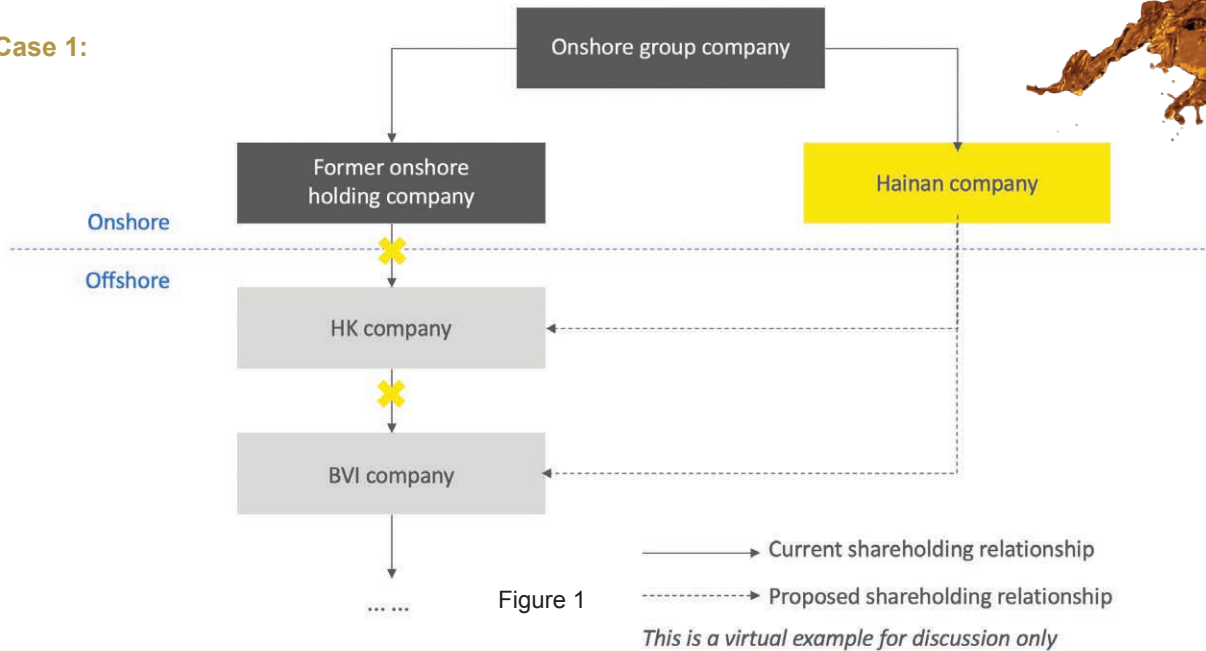 Case 1:
Onshore group company
Former onshore
holding company
Hainan company
Onshore
Offshore
HK company
BVI company
... ...
Figure 1
Current shareholding relationship
Proposed shareholding relationship
This is a virtual example for discussion only